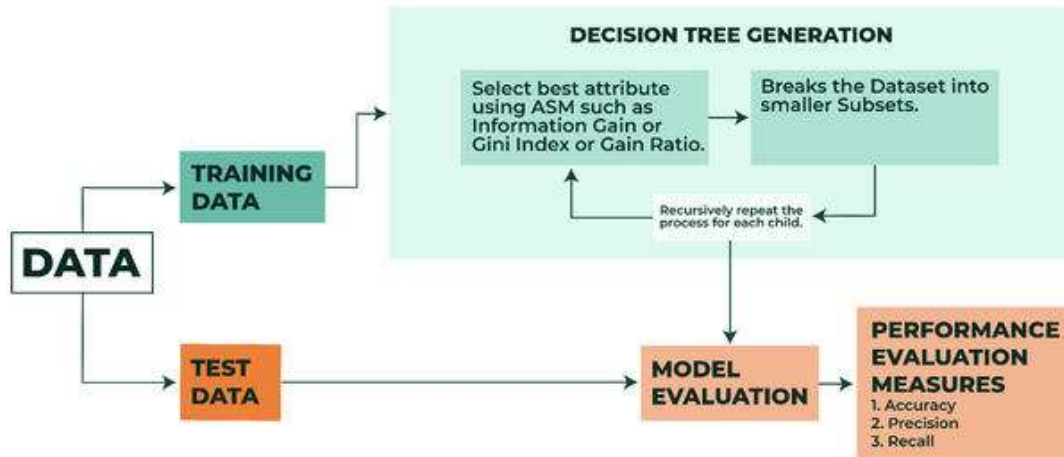 DECISION TREE GENERATION
Select best attribute
using ASM such as
Information Gain or
Gini Index or Gain Ratio.
Breaks the Dataset into
smaller Subsets.
TRAINING
DATA
Recursively repeat the
process for each child.
DATA
TEST
DATA
MODEL
EVALUATION
PERFORMANCE
EVALUATION
MEASURES
1. Accuracy
2. Precision
3. Recall